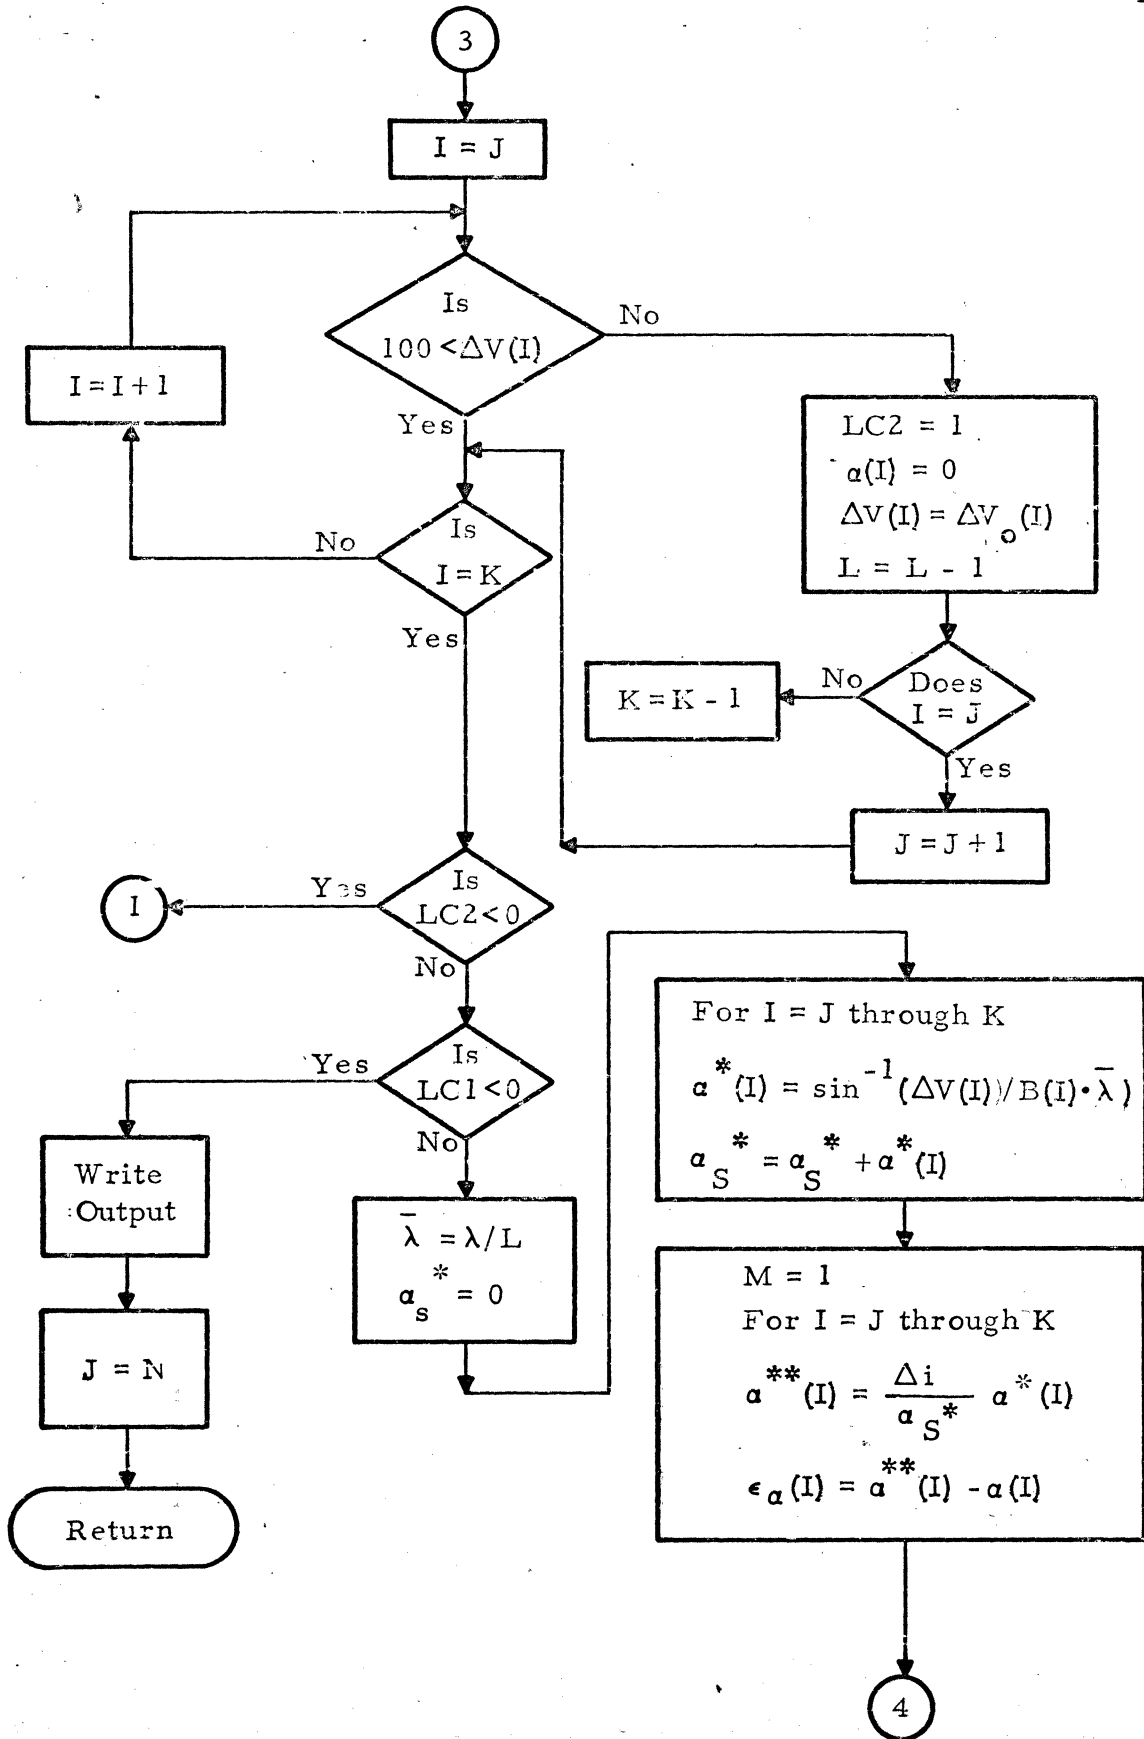 3
I = J
Is
100 < ΔV(I)
No
I = I + 1
Yes
LC2 = 1
α(I) = 0
ΔV(I) = ΔV_o(I)
L = L - 1
Is
I = K
No
Yes
Does
I = J
No
K = K - 1
Yes
J = J + 1
Is
LC2 < 0
Yes
1
No
Is
LC1 < 0
Yes
No
Write
Output
J = N
Return
λ̄ = λ/L
α_s^* = 0
For I = J through K
α^*(I) = sin^{-1}(ΔV(I))/B(I)·λ̄)
α_S^* = α_S^* + α^*(I)
M = 1
For I = J through K
α^{**}(I) = Δi/α_S^* α^*(I)
ε_α(I) = α^{**}(I) - α(I)
4